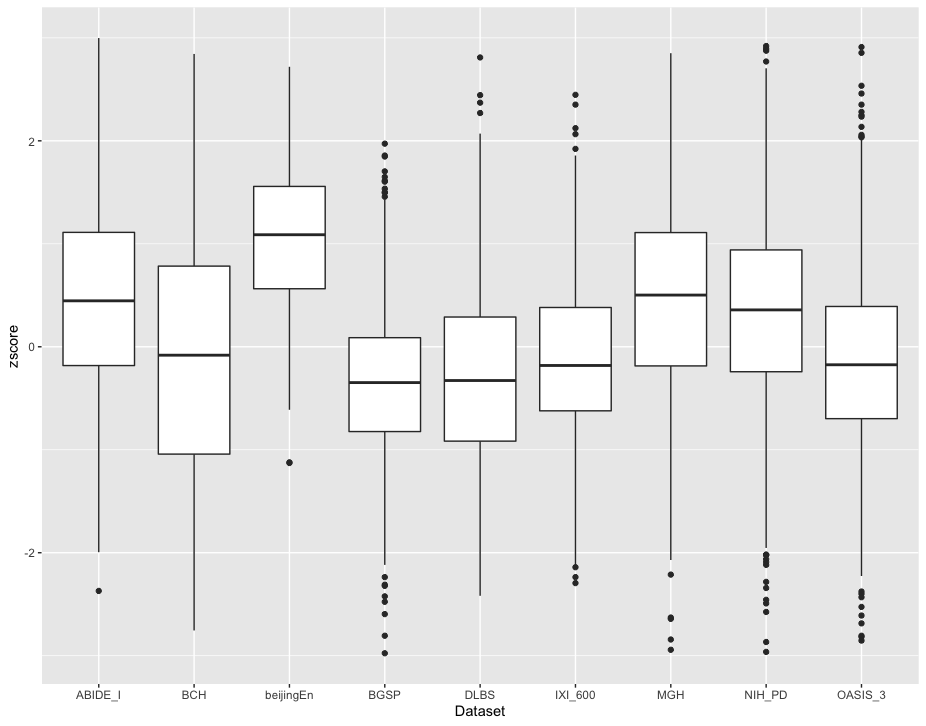 zscore
2
0
-2
ABIDE_I BCH beijingEn BGSP DLBS IXI_600 MGH NIH_PD OASIS_3
Dataset